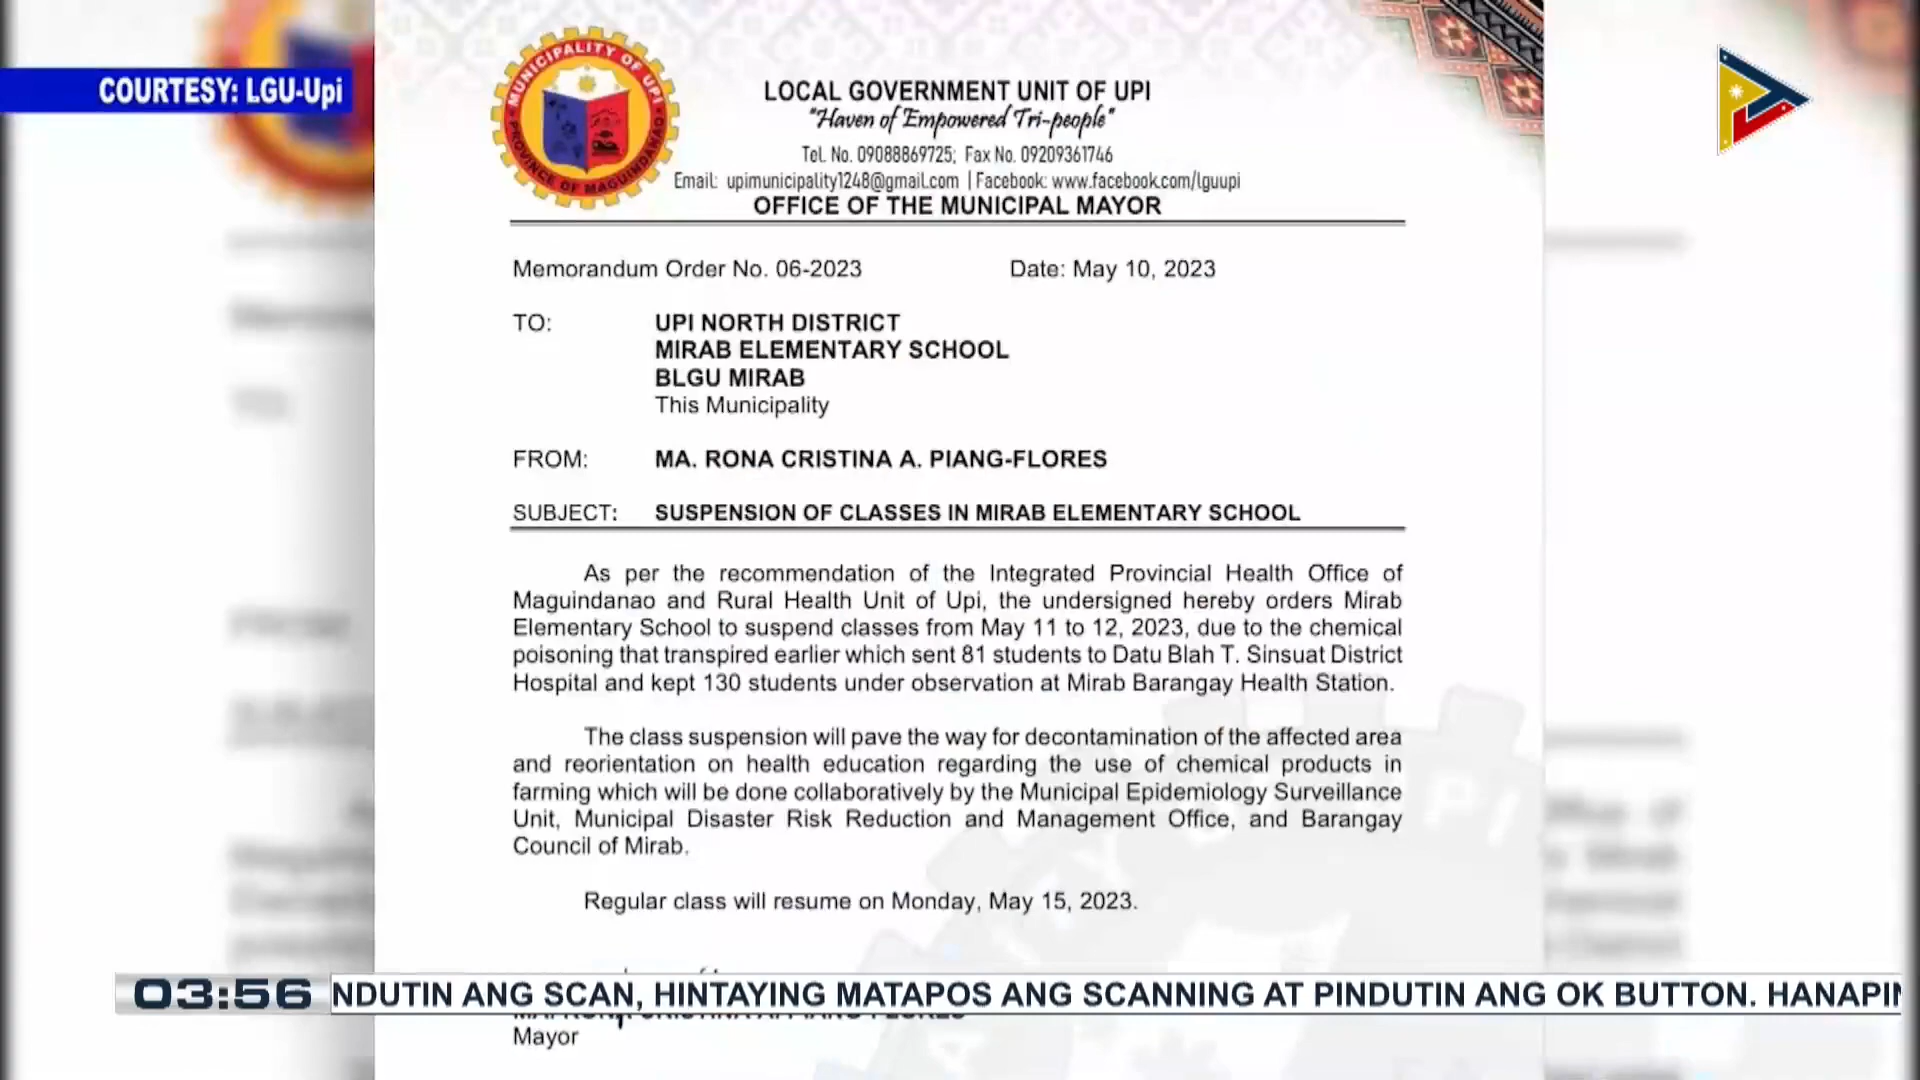 COURTESY: LGU-Upi
MUNICIPALITY OF UPI
PROVINCE OF MAGUINDANAO
LOCAL GOVERNMENT UNIT OF UPI
"Haven of Empowered Tri-people"
Tel. No. 09088869725; Fax No. 09209361746
Email: upimunicipality1248@gmail.com | Facebook: www.facebook.com/lguupi
OFFICE OF THE MUNICIPAL MAYOR
Memorandum Order No. 06-2023 Date: May 10, 2023
TO: UPI NORTH DISTRICT
MIRAB ELEMENTARY SCHOOL
BLGU MIRAB
This Municipality
FROM: MA. RONA CRISTINA A. PIANG-FLORES
SUBJECT: SUSPENSION OF CLASSES IN MIRAB ELEMENTARY SCHOOL
As per the recommendation of the Integrated Provincial Health Office of
Maguindanao and Rural Health Unit of Upi, the undersigned hereby orders Mirab
Elementary School to suspend classes from May 11 to 12, 2023, due to the chemical
poisoning that transpired earlier which sent 81 students to Datu Blah T. Sinsuat District
Hospital and kept 130 students under observation at Mirab Barangay Health Station.
The class suspension will pave the way for decontamination of the affected area
and reorientation on health education regarding the use of chemical products in
farming which will be done collaboratively by the Municipal Epidemiology Surveillance
Unit, Municipal Disaster Risk Reduction and Management Office, and Barangay
Council of Mirab.
Regular class will resume on Monday, May 15, 2023.
03:56 NDUTIN ANG SCAN, HINTAYING MATAPOS ANG SCANNING AT PINDUTIN ANG OK BUTTON. HANAPIN
Mayor